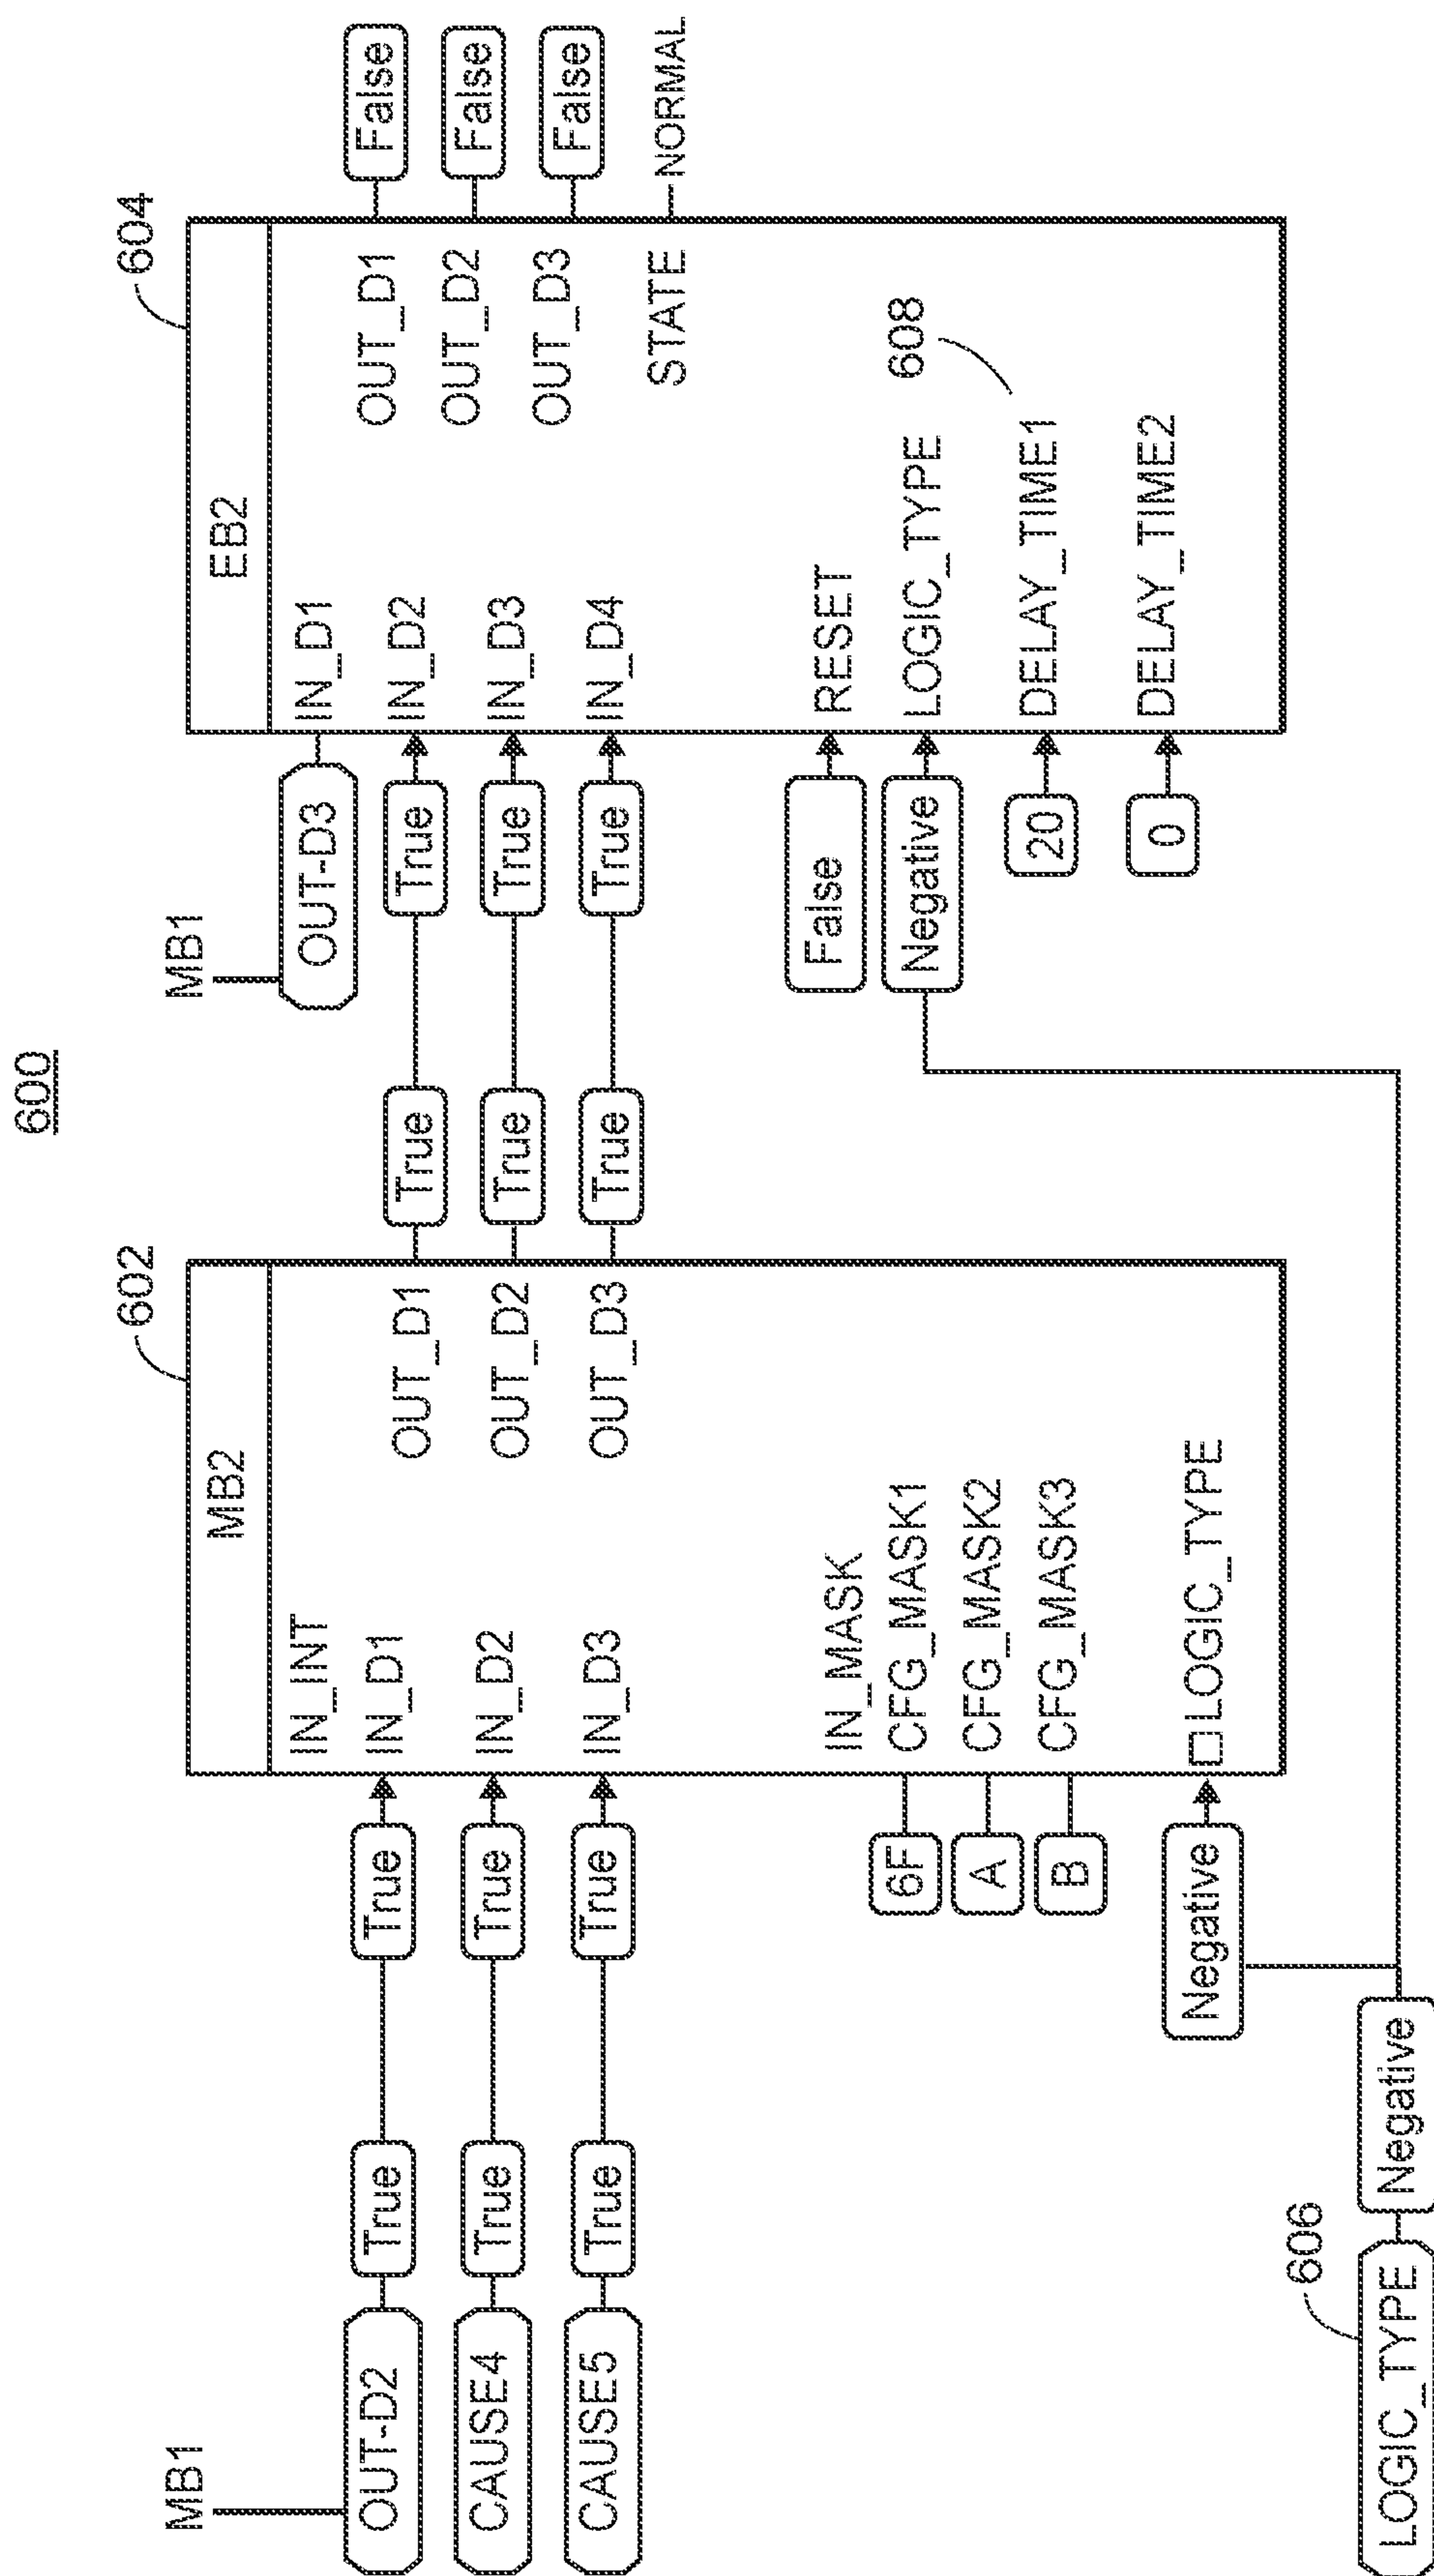 600
MB1
OUT-D2
True
True
CAUSE4
True
True
CAUSE5
True
True
602
MB2
IN_INT
IN_D1
IN_D2
IN_D3
OUT_D1
OUT_D2
OUT_D3
IN_MASK
6F
CFG_MASK1
A
CFG_MASK2
B
CFG_MASK3
Negative
LOGIC_TYPE
606
LOGIC_TYPE
Negative
True
True
True
True
True
True
MB1
OUT-D3
604
EB2
IN_D1
IN_D2
IN_D3
IN_D4
OUT_D1
False
OUT_D2
False
OUT_D3
False
STATE
NORMAL
False
RESET
Negative
LOGIC_TYPE
608
20
DELAY_TIME1
0
DELAY_TIME2